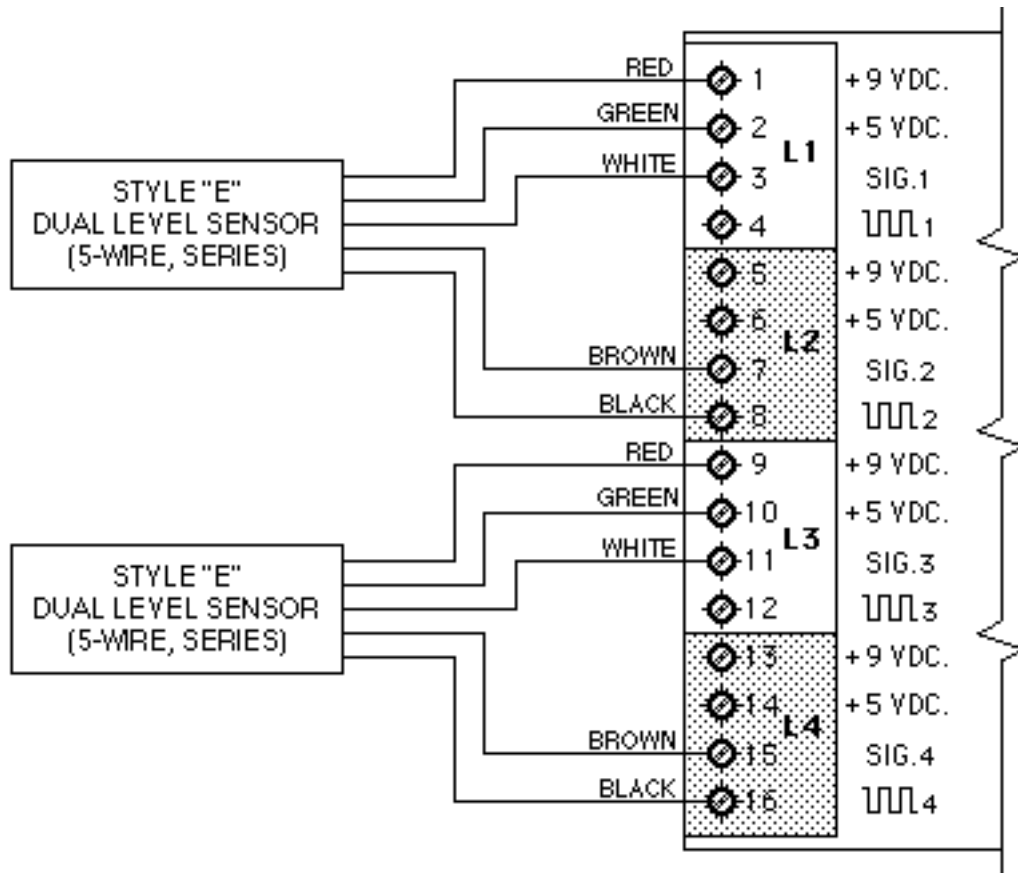 RED
1 +9 VDC.
GREEN
2 +5 VDC.
L1
WHITE
3 SIG.1
4 1
STYLE "E"
DUAL LEVEL SENSOR
(5-WIRE, SERIES)
5 +9 VDC.
6 +5 VDC.
L2
BROWN
7 SIG.2
BLACK
8 2
RED
9 +9 VDC.
GREEN
10 +5 VDC.
L3
WHITE
11 SIG.3
12 3
STYLE "E"
DUAL LEVEL SENSOR
(5-WIRE, SERIES)
13 +9 VDC.
14 +5 VDC.
L4
BROWN
15 SIG.4
BLACK
16 4